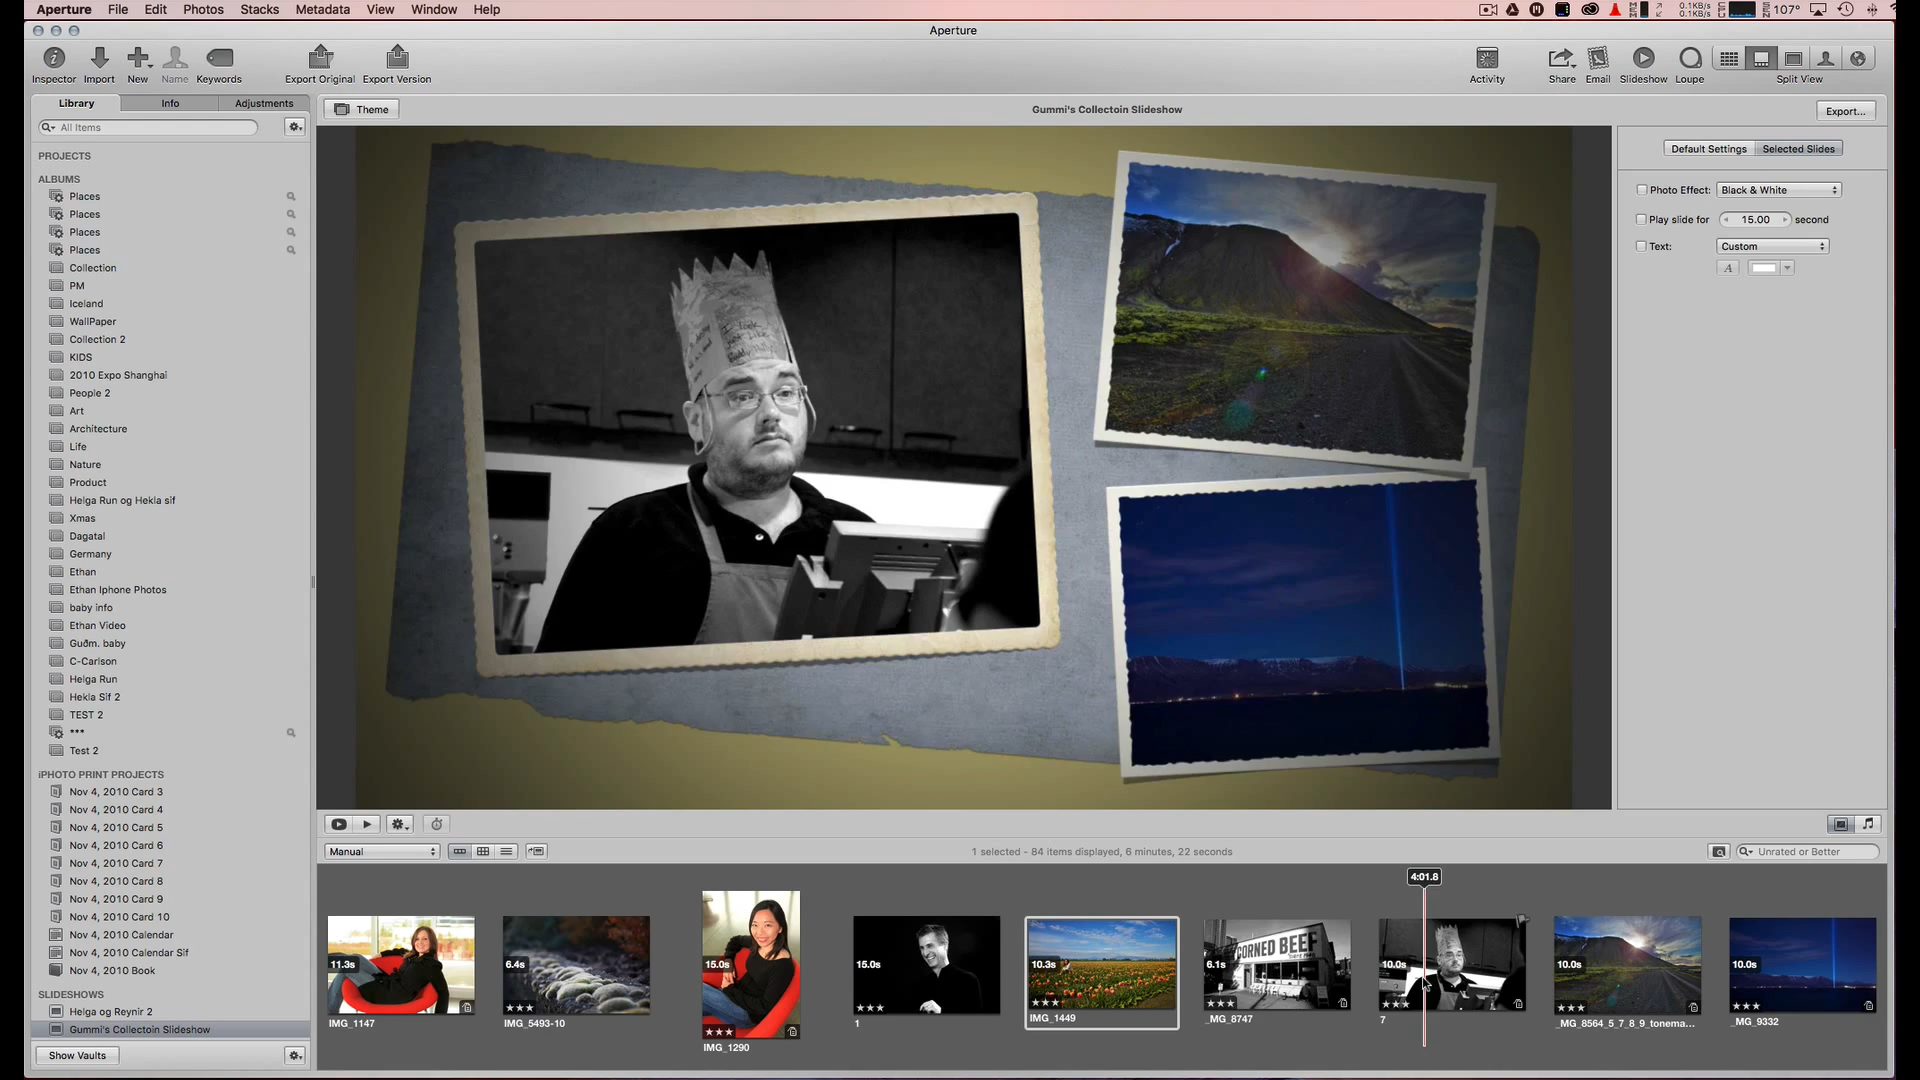 Aperture File Edit Photos Stacks Metadata View Window Help
0.1KB/s
0.1KB/s
107°
Aperture
Inspector Import New Name Keywords Export Original Export Version Activity Share Email Slideshow Loupe Split View
Library Info Adjustments
Theme
Gummi's Collectoin Slideshow
Export...
All Items
Default Settings Selected Slides
PROJECTS
ALBUMS
Places
Places
Places
Places
Collection
PM
Iceland
WallPaper
Collection 2
KIDS
2010 Expo Shanghai
People 2
Art
Architecture
Life
Nature
Product
Helga Run og Hekla sif
Xmas
Dagatal
Germany
Ethan
Ethan Iphone Photos
baby info
Ethan Video
Guðm. baby
C-Carlson
Helga Run
Hekla Sif 2
TEST 2
***
Test 2
iPHOTO PRINT PROJECTS
Nov 4, 2010 Card 3
Nov 4, 2010 Card 4
Nov 4, 2010 Card 5
Nov 4, 2010 Card 6
Nov 4, 2010 Card 7
Nov 4, 2010 Card 8
Nov 4, 2010 Card 9
Nov 4, 2010 Card 10
Nov 4, 2010 Calendar
Nov 4, 2010 Calendar Sif
Nov 4, 2010 Book
SLIDESHOWS
Helga og Reynir 2
Gummi's Collectoin Slideshow
Show Vaults
Photo Effect: Black & White
Play slide for 15.00 second
Text: Custom
A
I look
just like
Manual
1 selected - 84 items displayed, 6 minutes, 22 seconds
Unrated or Better
4:01.8
CORNED BEEF
11.3s 6.4s 15.0s 15.0s 10.3s 6.1s 10.0s 10.0s 10.0s
IMG_1147 IMG_5493-10 IMG_1290 1 IMG_1449 _MG_8747 7 _MG_8564_5_7_8_9_tonema... _MG_9332